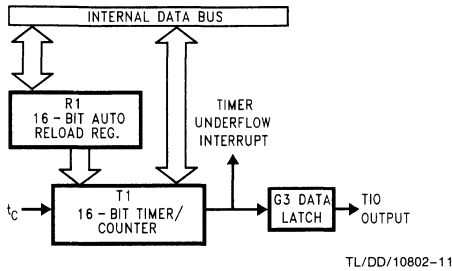 INTERNAL DATA BUS
R1
16-BIT AUTO
RELOAD REG.
TIMER
UNDERFLOW
INTERRUPT
tC
T1
16-BIT TIMER/
COUNTER
G3 DATA
LATCH
TIO
OUTPUT
TL/DD/10802-11